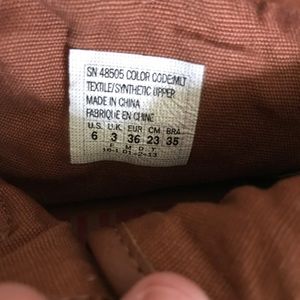 SN 48505 COLOR CODE:MLT
TEXTILE/SYNTHETIC UPPER
MADE IN CHINA
FABRIQUÉ EN CHINE
U.S. U.K. EUR CM BRA
6 3 36 23 35